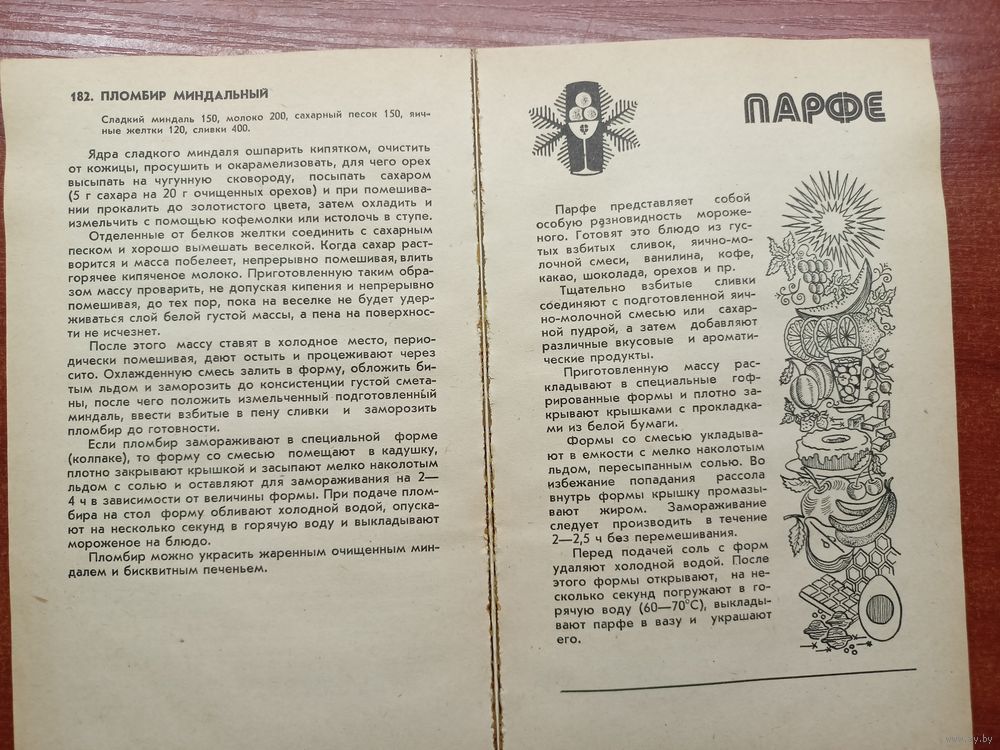 182. ПЛОМБИР МИНДАЛЬНЫЙ
Сладкий миндаль 150, молоко 200, сахарный песок 150, яич-
ные желтки 120, сливки 400.
Ядра сладкого миндаля ошпарить кипятком, очистить
от кожицы, просушить и окарамелизовать, для чего орех
высыпать на чугунную сковороду, посыпать сахаром
(5 г сахара на 20 г очищенных орехов) и при помешива-
нии прокалить до золотистого цвета, затем охладить и
измельчить с помощью кофемолки или истолочь в ступе.
Отделенные от белков желтки соединить с сахарным
песком и хорошо вымешать веселкой. Когда сахар раст-
ворится и масса побелеет, непрерывно помешивая, влить
горячее кипяченое молоко. Приготовленную таким обра-
зом массу проварить, не допуская кипения и непрерывно
помешивая, до тех пор, пока на веселке не будет удер-
живаться слой белой густой массы, а пена на поверхнос-
ти не исчезнет.
После этого массу ставят в холодное место, перио-
дически помешивая, дают остыть и процеживают через
сито. Охлажденную смесь залить в форму, обложить би-
тым льдом и заморозить до консистенции густой смета-
ны, после чего положить измельченный подготовленный
миндаль, ввести взбитые в пену сливки и заморозить
пломбир до готовности.
Если пломбир замораживают в специальной форме
(колпаке), то форму со смесью помещают в кадушку,
плотно закрывают крышкой и засыпают мелко наколотым
льдом с солью и оставляют для замораживания на 2—
4 ч в зависимости от величины формы. При подаче плом-
бира на стол форму обливают холодной водой, опуска-
ют на несколько секунд в горячую воду и выкладывают
мороженое на блюдо.
Пломбир можно украсить жаренным очищенным мин-
далем и бисквитным печеньем.
ПАРФЕ
Парфе представляет собой
особую разновидность мороже-
ного. Готовят это блюдо из гус-
тых взбитых сливок, яично-мо-
лочной смеси, ванилина, кофе,
какао, шоколада, орехов и пр.
Тщательно взбитые сливки
соединяют с подготовленной яич-
но-молочной смесью или сахар-
ной пудрой, а затем добавляют
различные вкусовые и аромати-
ческие продукты.
Приготовленную массу рас-
кладывают в специальные гоф-
рированные формы и плотно за-
крывают крышками с прокладка-
ми из белой бумаги.
Формы со смесью укладыва-
ют в емкости с мелко наколотым
льдом, пересыпанным солью. Во
избежание попадания рассола
внутрь формы крышку промазы-
вают жиром. Замораживание
следует производить в течение
2—2,5 ч без перемешивания.
Перед подачей соль с форм
удаляют холодной водой. После
этого формы открывают, на не-
сколько секунд погружают в го-
рячую воду (60—70°С), выклады-
вают парфе в вазу и украшают
его.